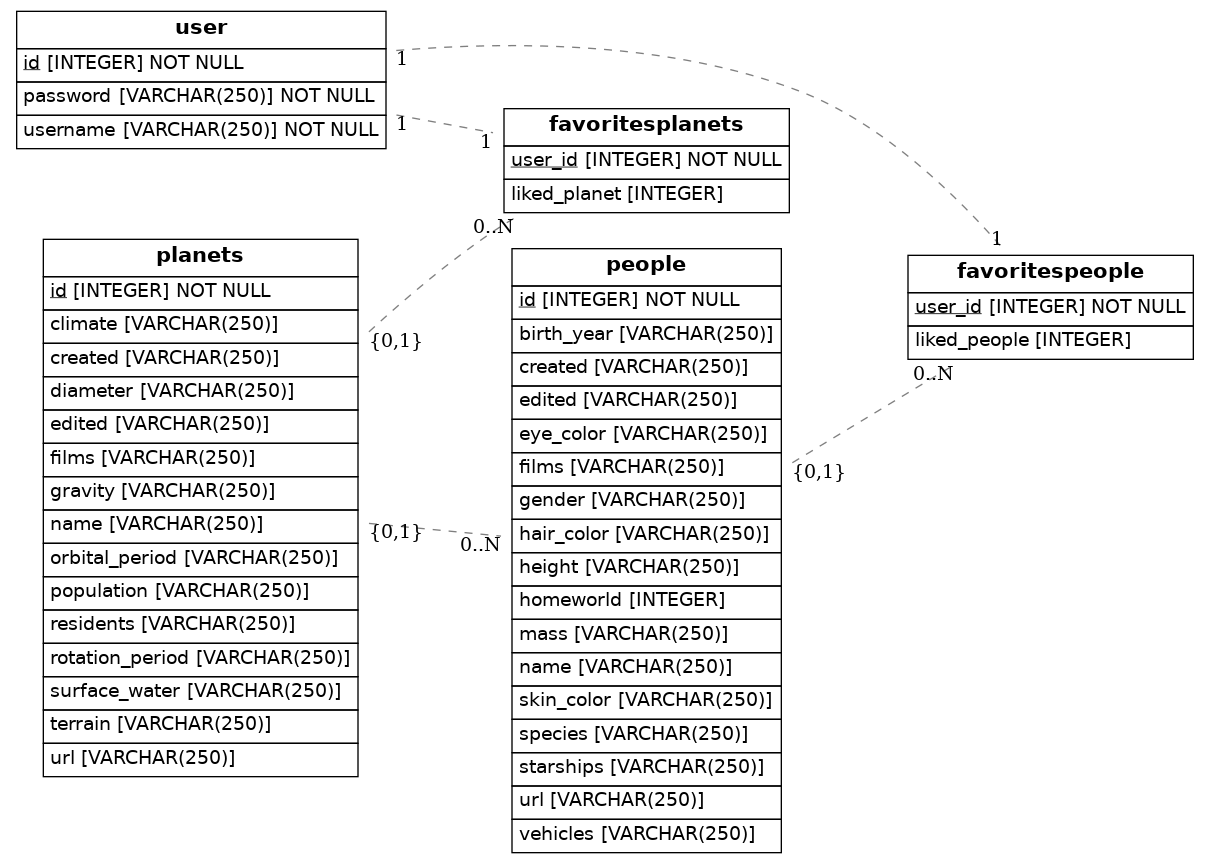 user
id [INTEGER] NOT NULL
password [VARCHAR(250)] NOT NULL
username [VARCHAR(250)] NOT NULL
1
1
1
favoritesplanets
user_id [INTEGER] NOT NULL
liked_planet [INTEGER]
0..N
{0,1}
1
favoritespeople
user_id [INTEGER] NOT NULL
liked_people [INTEGER]
0..N
{0,1}
planets
id [INTEGER] NOT NULL
climate [VARCHAR(250)]
created [VARCHAR(250)]
diameter [VARCHAR(250)]
edited [VARCHAR(250)]
films [VARCHAR(250)]
gravity [VARCHAR(250)]
name [VARCHAR(250)]
orbital_period [VARCHAR(250)]
population [VARCHAR(250)]
residents [VARCHAR(250)]
rotation_period [VARCHAR(250)]
surface_water [VARCHAR(250)]
terrain [VARCHAR(250)]
url [VARCHAR(250)]
{0,1}
0..N
people
id [INTEGER] NOT NULL
birth_year [VARCHAR(250)]
created [VARCHAR(250)]
edited [VARCHAR(250)]
eye_color [VARCHAR(250)]
films [VARCHAR(250)]
gender [VARCHAR(250)]
hair_color [VARCHAR(250)]
height [VARCHAR(250)]
homeworld [INTEGER]
mass [VARCHAR(250)]
name [VARCHAR(250)]
skin_color [VARCHAR(250)]
species [VARCHAR(250)]
starships [VARCHAR(250)]
url [VARCHAR(250)]
vehicles [VARCHAR(250)]